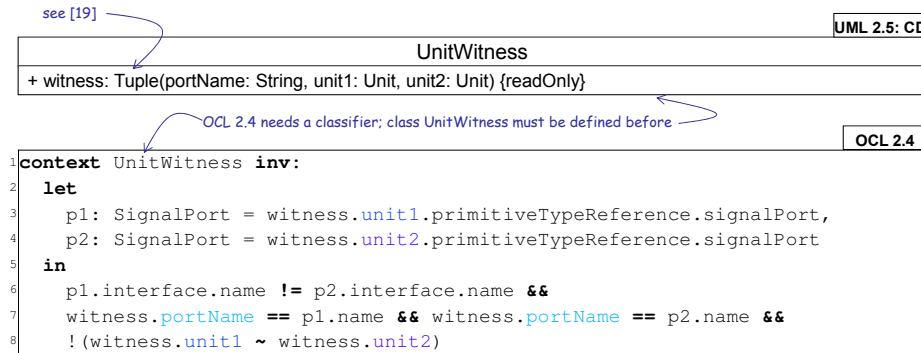 see [19]
UML 2.5: CD
UnitWitness
+ witness: Tuple(portName: String, unit1: Unit, unit2: Unit) {readOnly}
OCL 2.4 needs a classifier; class UnitWitness must be defined before
OCL 2.4
1 context UnitWitness inv:
2 let
3 p1: SignalPort = witness.unit1.primitiveTypeReference.signalPort,
4 p2: SignalPort = witness.unit2.primitiveTypeReference.signalPort
5 in
6 p1.interface.name != p2.interface.name &&
7 witness.portName == p1.name && witness.portName == p2.name &&
8 !(witness.unit1 ~ witness.unit2)